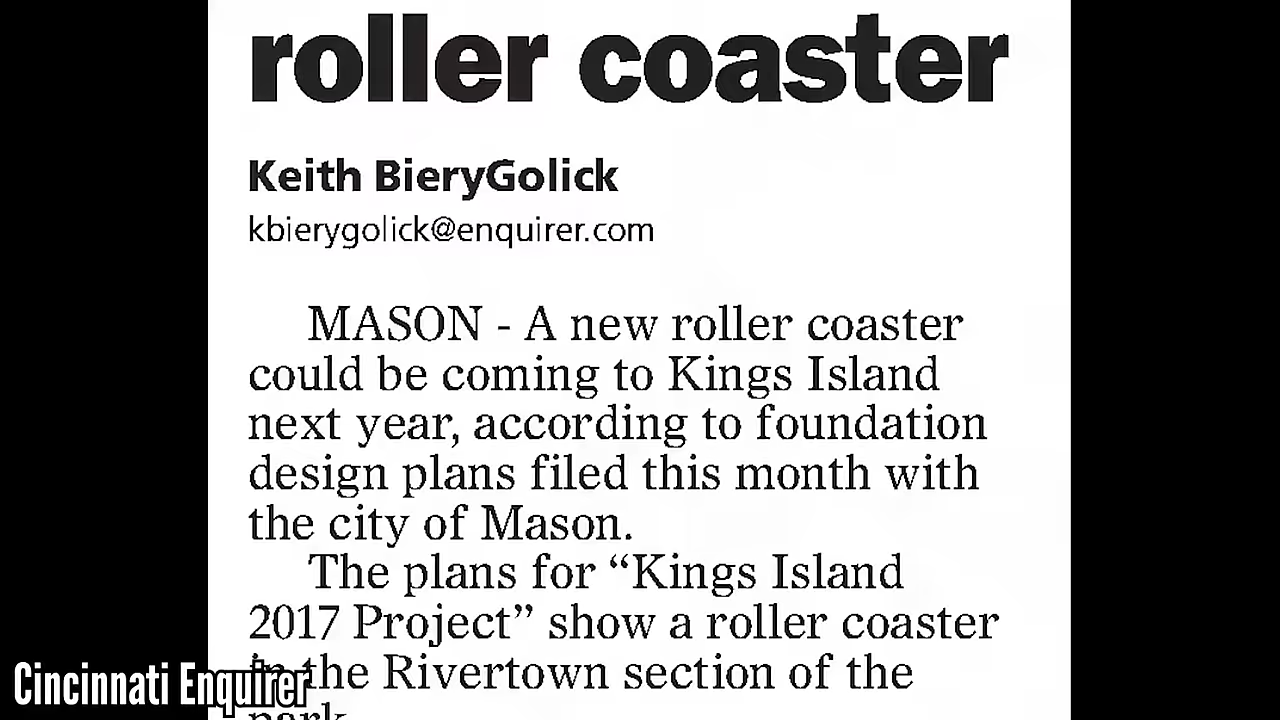 roller coaster
Keith BieryGolick
kbierygolick@enquirer.com
MASON - A new roller coaster
could be coming to Kings Island
next year, according to foundation
design plans filed this month with
the city of Mason.
The plans for “Kings Island
2017 Project” show a roller coaster
in the Rivertown section of the
park.
Cincinnati Enquirer